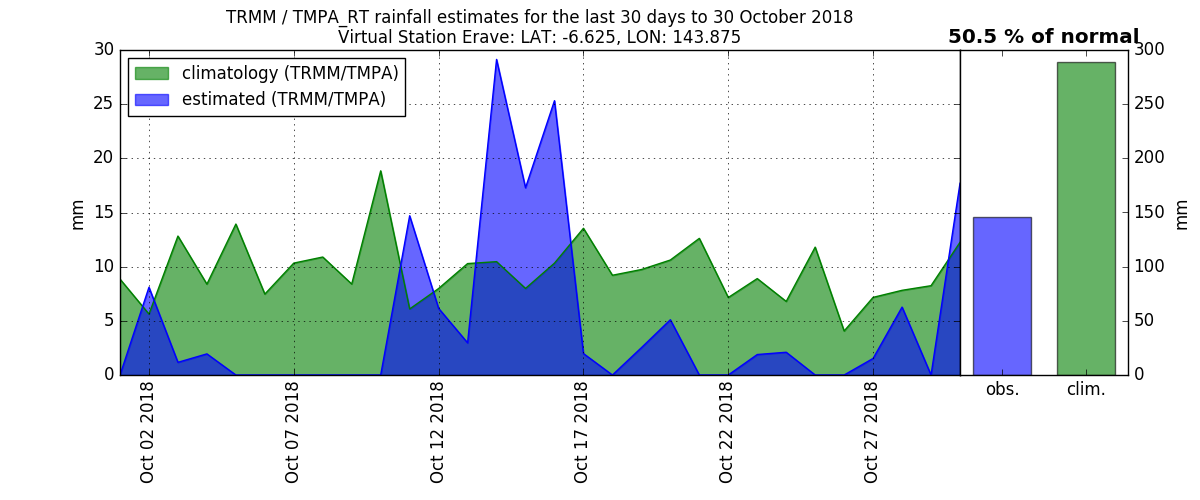 TRMM / TMPA_RT rainfall estimates for the last 30 days to 30 October 2018
Virtual Station Erave: LAT: -6.625, LON: 143.875
50.5 % of normal
climatology (TRMM/TMPA)
estimated (TRMM/TMPA)
30
25
20
15
10
5
0
mm
Oct 02 2018
Oct 07 2018
Oct 12 2018
Oct 17 2018
Oct 22 2018
Oct 27 2018
300
250
200
150
100
50
0
mm
obs.
clim.